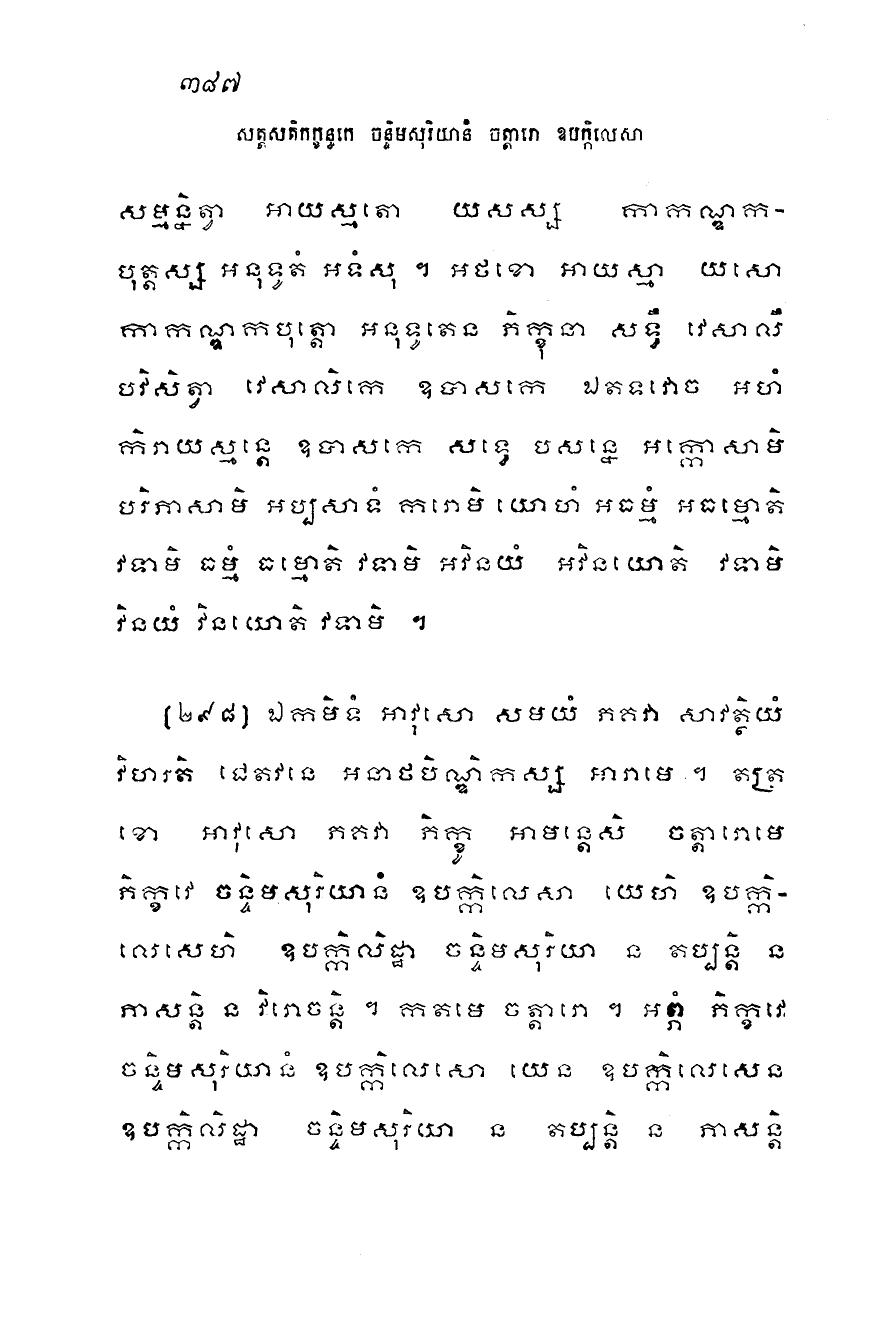 ៣៨៧
សត្តសតិកក្ខន្ធកេ ចន្ទិមសុរិយានំ ចត្តារោ ឧបក្កិលេសា
សម្មន្និត្វា អាយស្មតោ យសស្ស កាកណ្ឌក-
បុត្តស្ស អនុទូតំ អទំសុ ។ អថខោ អាយស្មា យសោ
កាកណ្ឌកបុត្តោ អនុទូតេន ភិក្ខុនា សទ្ធឹ វេសាលឹ
បវិសិត្វា វេសាលិកេ ឧបាសកេ ឯតទវោច អហំ
កិរាយស្មន្តេ ឧបាសកេ សទ្ធេ បសន្នេ អក្កោសាមិ
បរិភាសាមិ អប្បសាទំ ករោមិ យោហំ អធម្មំ អធម្មោតិ
វទាមិ ធម្មំ ធម្មោតិ វទាមិ អវិនយំ អវិនយោតិ វទាមិ
វិនយំ វិនយោតិ វទាមិ ។
[២៩៨] ឯកមិទំ អាវុសោ សមយំ ភគវា សាវត្ថិយំ
វិហរតិ ជេតវនេ អនាថបិណ្ឌិកស្ស អារាមេ ។ តត្រ
ខោ អាវុសោ ភគវា ភិក្ខូ អាមន្តេសិ ចត្តារោមេ
ភិក្ខវេ ចន្ទិមសុរិយានំ ឧបក្កិលេសា យេហិ ឧបក្កិ-
លេសេហិ ឧបក្កិលិដ្ឋា ចន្ទិមសុរិយា ន តប្បន្តិ ន
ភាសន្តិ ន វិរោចន្តិ ។ កតមេ ចត្តារោ ។ អព្ភំ ភិក្ខវេ
ចន្ទិមសុរិយានំ ឧបក្កិលេសោ យេន ឧបក្កិលេសេន
ឧបក្កិលិដ្ឋា ចន្ទិមសុរិយា ន តប្បន្តិ ន ភាសន្តិ